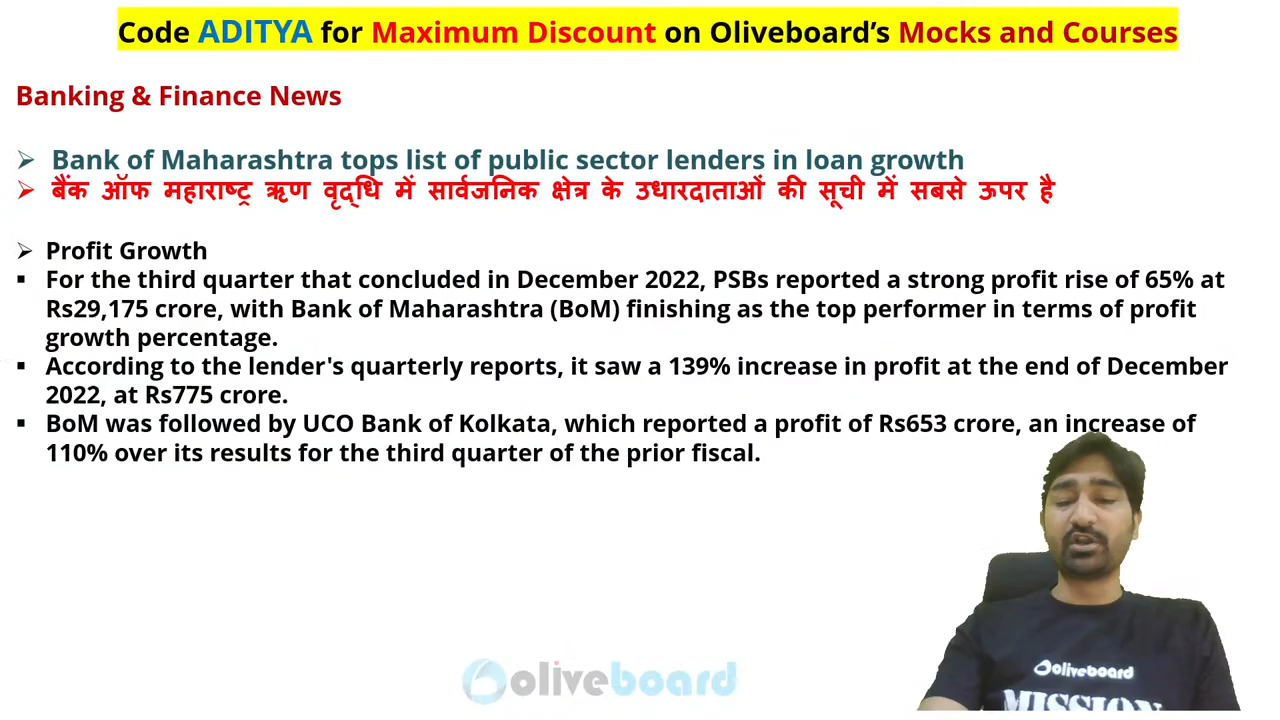 Code ADITYA for Maximum Discount on Oliveboard’s Mocks and Courses
Banking & Finance News
➢ Bank of Maharashtra tops list of public sector lenders in loan growth
➢ बैंक ऑफ महाराष्ट्र ऋण वृद्धि में सार्वजनिक क्षेत्र के उधारदाताओं की सूची में सबसे ऊपर है
➢ Profit Growth
▪ For the third quarter that concluded in December 2022, PSBs reported a strong profit rise of 65% at
Rs29,175 crore, with Bank of Maharashtra (BoM) finishing as the top performer in terms of profit
growth percentage.
▪ According to the lender's quarterly reports, it saw a 139% increase in profit at the end of December
2022, at Rs775 crore.
▪ BoM was followed by UCO Bank of Kolkata, which reported a profit of Rs653 crore, an increase of
110% over its results for the third quarter of the prior fiscal.
oliveboard
oliveboard
MISSION